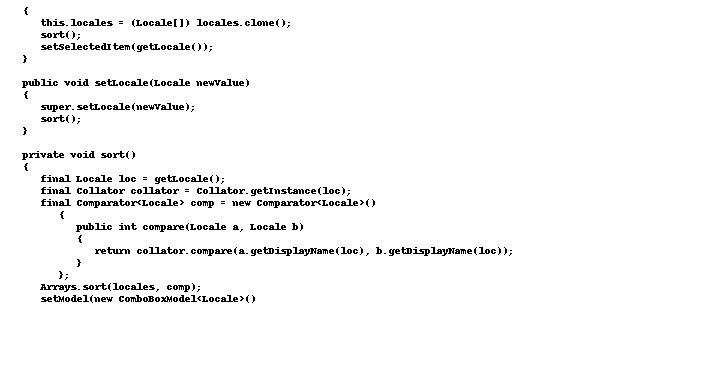 {
this.locales = (Locale[]) locales.clone();
sort();
setSelectedItem(getLocale());
}
public void setLocale(Locale newValue)
{
super.setLocale(newValue);
sort();
}
private void sort()
{
final Locale loc = getLocale();
final Collator collator = Collator.getInstance(loc);
final Comparator<Locale> comp = new Comparator<Locale>()
{
public int compare(Locale a, Locale b)
{
return collator.compare(a.getDisplayName(loc), b.getDisplayName(loc));
}
};
Arrays.sort(locales, comp);
setModel(new ComboBoxModel<Locale>()